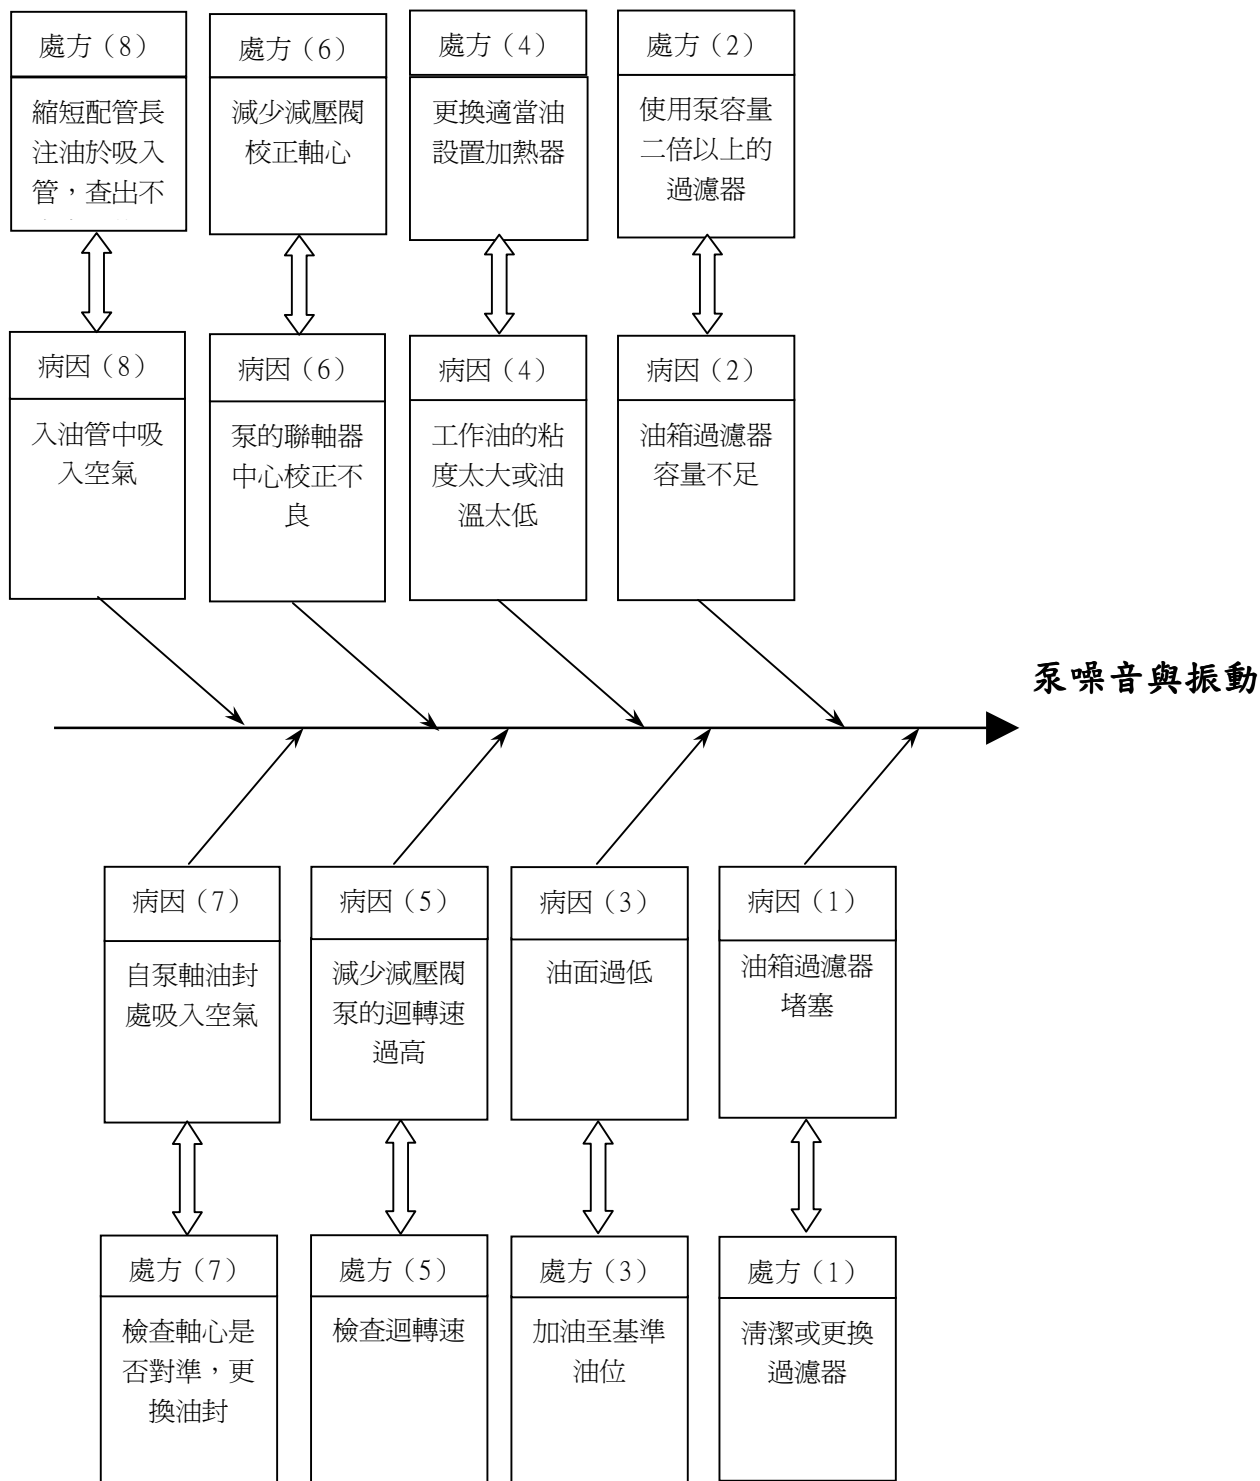 處方（8）
縮短配管長
注油於吸入
管，查出不
處方（6）
減少減壓閥
校正軸心
處方（4）
更換適當油
設置加熱器
處方（2）
使用泵容量
二倍以上的
過濾器
病因（8）
入油管中吸
入空氣
病因（6）
泵的聯軸器
中心校正不
良
病因（4）
工作油的粘
度太大或油
溫太低
病因（2）
油箱過濾器
容量不足
泵噪音與振動
病因（7）
自泵軸油封
處吸入空氣
病因（5）
減少減壓閥
泵的迴轉速
過高
病因（3）
油面過低
病因（1）
油箱過濾器
堵塞
處方（7）
檢查軸心是
否對準，更
換油封
處方（5）
檢查迴轉速
處方（3）
加油至基準
油位
處方（1）
清潔或更換
過濾器